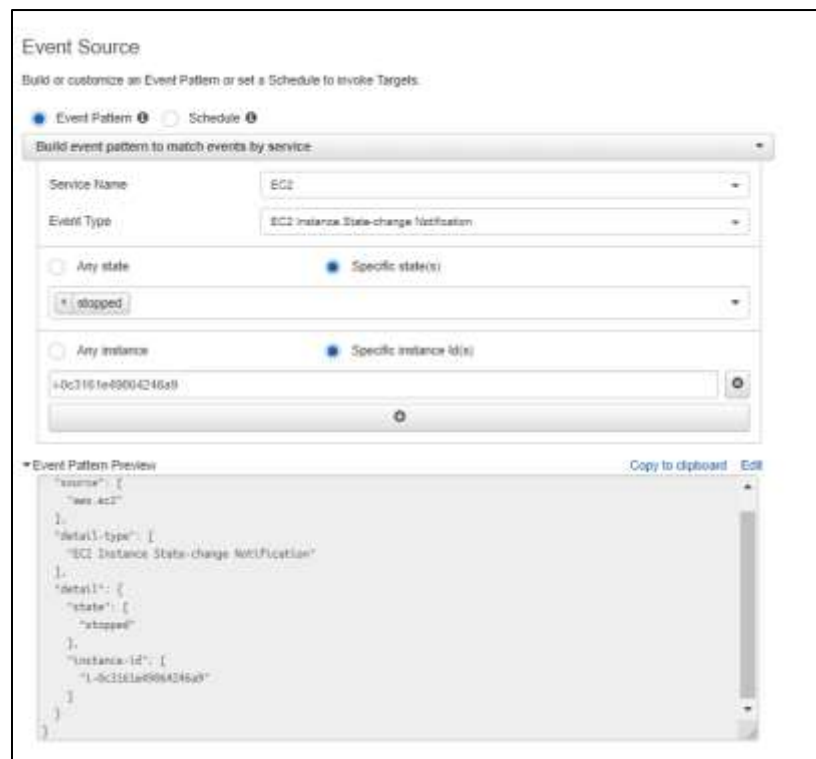 Event Source
Build or customize an Event Pattern or set a Schedule to invoke Targets.
Event Pattern Schedule
Build event pattern to match events by service
Service Name EC2
Event Type EC2 Instance State-change Notification
Any state Specific state(s)
stopped
Any instance Specific instance Id(s)
Event Pattern Preview Copy to clipboard Edit
"source": [
"aws.ec2"
],
"detail-type": [
"EC2 Instance State-change Notification"
],
"detail": {
"state": [
"stopped"
],
"instance-id": [
]
}
}